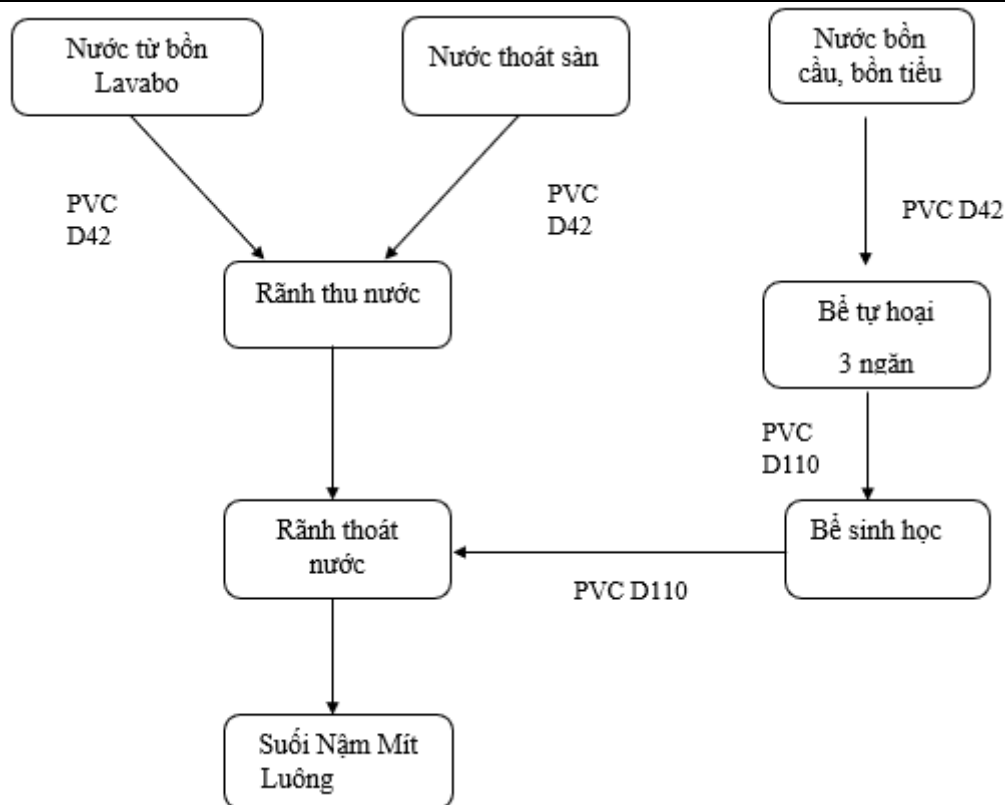 Nước từ bồn
Lavabo
Nước thoát sàn
Nước bồn
cầu, bồn tiểu
PVC
D42
PVC
D42
PVC D42
Rãnh thu nước
Bể tự hoại
3 ngăn
PVC
D110
Rãnh thoát
nước
Bể sinh học
PVC D110
Suối Nậm Mít
Luông